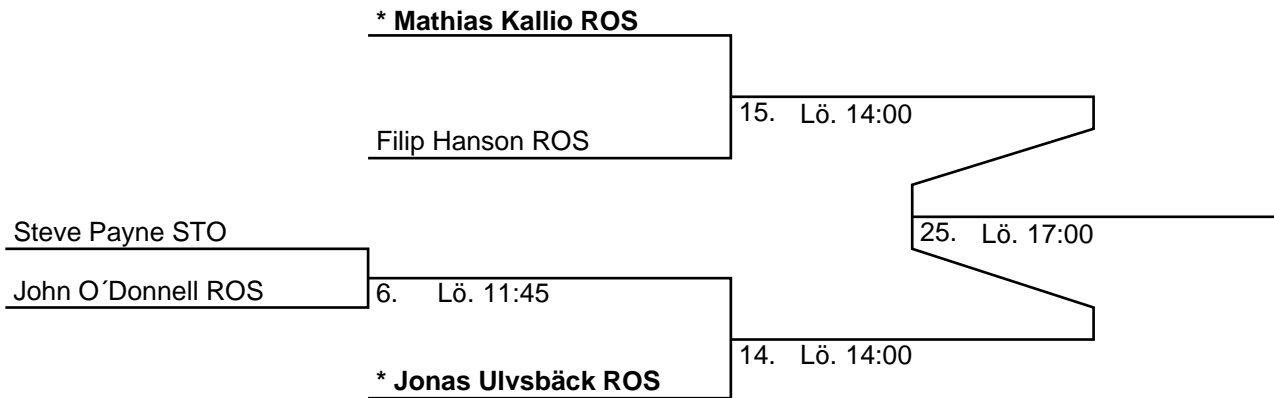 * Mathias Kallio ROS
15. Lö. 14:00
Filip Hanson ROS
Steve Payne STO
25. Lö. 17:00
John O´Donnell ROS
6. Lö. 11:45
14. Lö. 14:00
* Jonas Ulvsbäck ROS